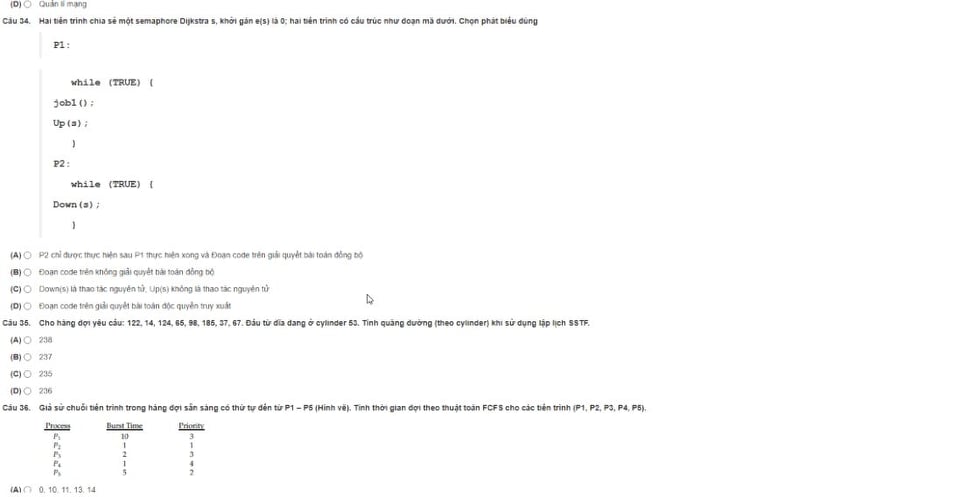 (D) Quản lí mạng
Câu 34. Hai tiến trình chia sẻ một semaphore Dijkstra s, khởi gán e(s) là 0; hai tiến trình có cấu trúc như đoạn mã dưới. Chọn phát biểu đúng
P1:
while (TRUE) {
job1();
Up(s);
}
P2:
while (TRUE) {
Down(s);
}
(A) P2 chỉ được thực hiện sau P1 thực hiện xong và Đoạn code trên giải quyết bài toán đồng bộ
(B) Đoạn code trên không giải quyết bài toán đồng bộ
(C) Down(s) là thao tác nguyên tử, Up(s) không là thao tác nguyên tử
(D) Đoạn code trên giải quyết bài toán độc quyền truy xuất
Câu 35. Cho hàng đợi yêu cầu: 122, 14, 124, 65, 98, 185, 37, 67. Đầu từ đĩa đang ở cylinder 53. Tính quãng đường (theo cylinder) khi sử dụng lập lịch SSTF.
(A) 238
(B) 237
(C) 235
(D) 236
Câu 36. Giả sử chuỗi tiến trình trong hàng đợi sẵn sàng có thứ tự đến từ P1 – P5 (Hình vẽ). Tính thời gian đợi theo thuật toán FCFS cho các tiến trình (P1, P2, P3, P4, P5).
Process Burst Time Priority
P1 10 3
P2 1 1
P3 2 3
P4 1 4
P5 5 2
(A) 0, 10, 11, 13, 14